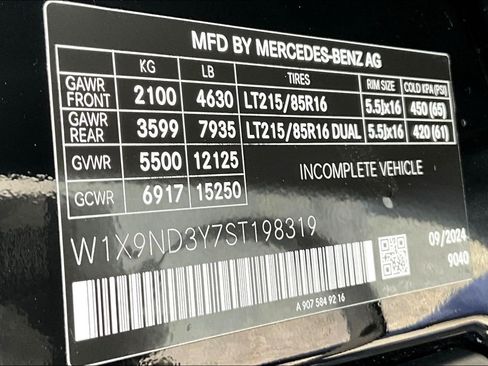 MFD BY MERCEDES-BENZ AG
KG LB TIRES RIM SIZE COLD KPA (PSI)
GAWR FRONT 2100 4630 LT215/85R16 5.5Jx16 450 (65)
GAWR REAR 3599 7935 LT215/85R16 DUAL 5.5Jx16 420 (61)
GVWR 5500 12125
GCWR 6917 15250
INCOMPLETE VEHICLE
W1X9ND3Y7ST198319
09/2024
9040
A 907 584 92 16